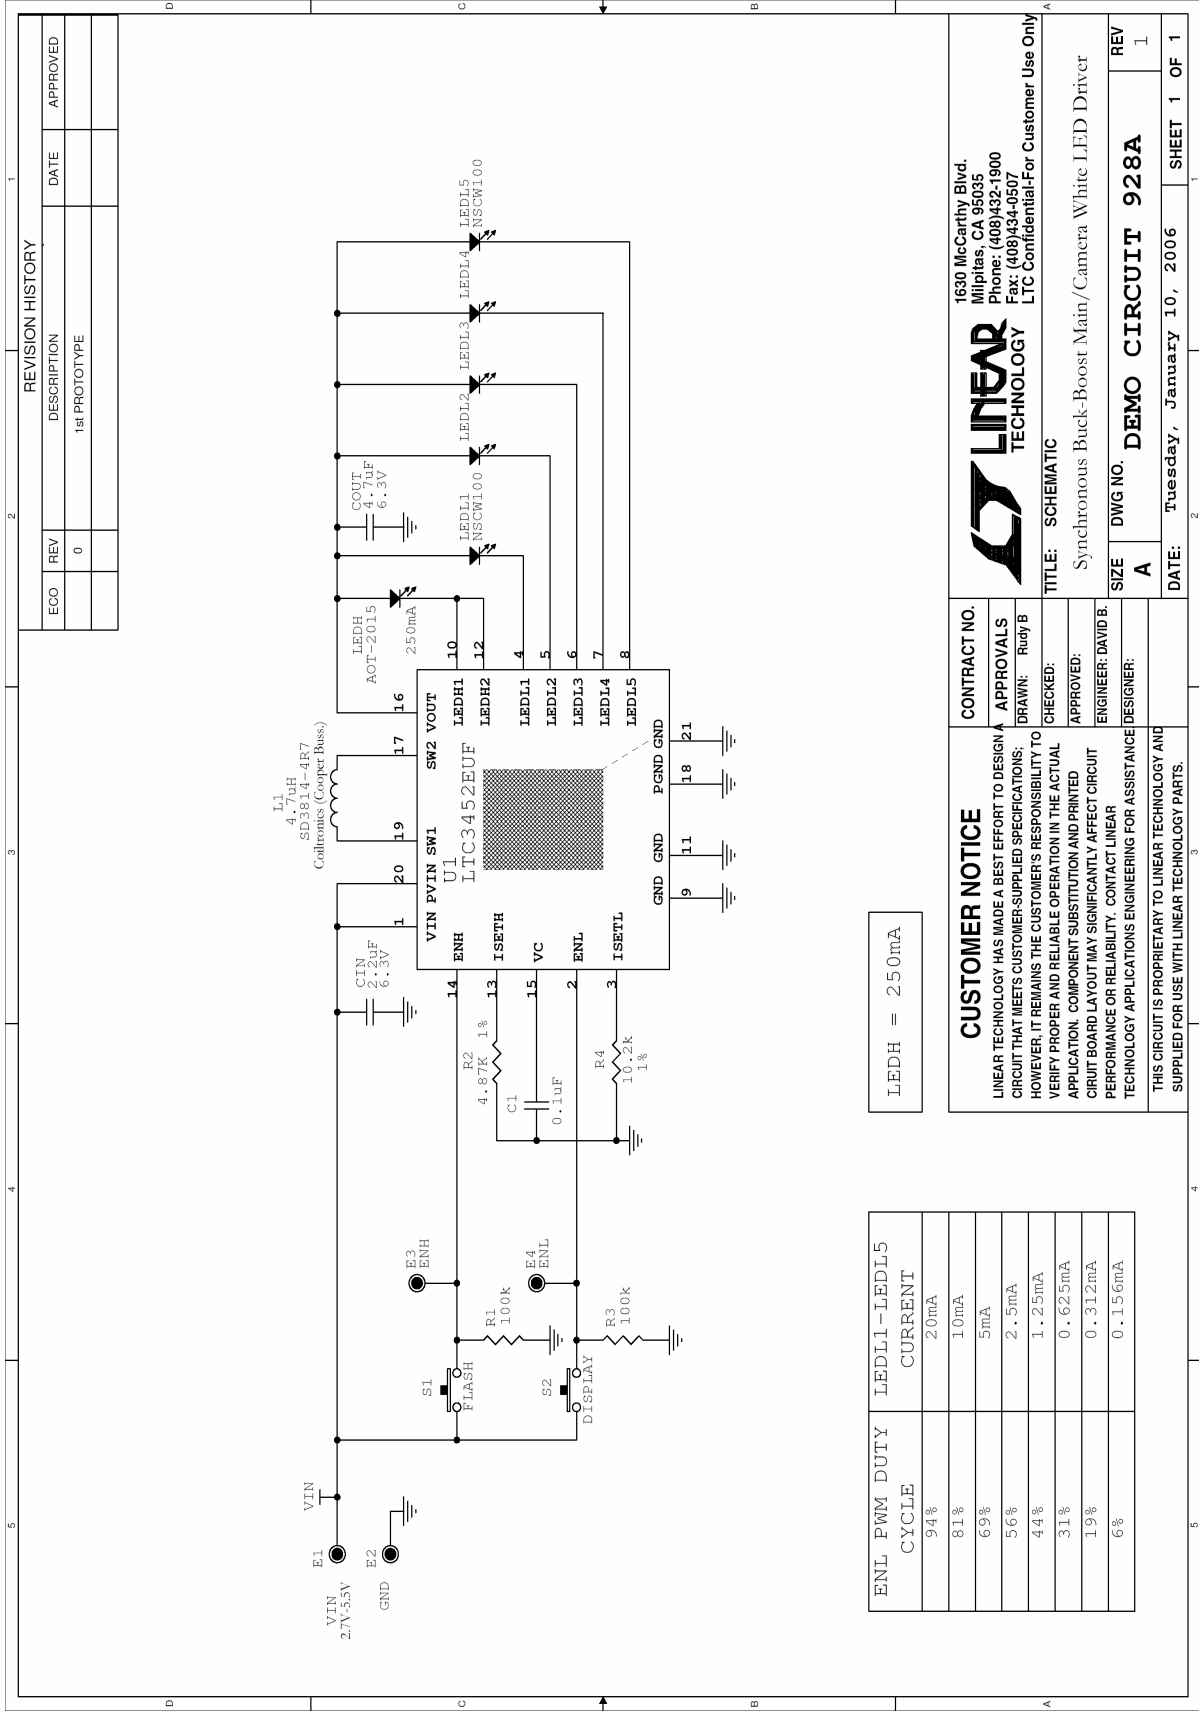 REVISION HISTORY
ECO REV DESCRIPTION DATE APPROVED
0 1st PROTOTYPE
D
C
B
A
1
2
3
4
5
VIN
2.7V-5.5V
E1
GND
E2
VIN
S1
FLASH
S2
DISPLAY
R1
100k
R3
100k
E3
ENH
E4
ENL
R2
4.87K 1%
C1
0.1uF
R4
10.2k
1%
CIN
2.2uF
6.3V
L1
4.7uH
SD3814-4R7
Coiltronics (Cooper Buss.)
U1
LTC3452EUF
1 20 19 17 16
VIN PVIN SW1 SW2 VOUT
14 ENH
13 ISETH
15 VC
2 ENL
3 ISETL
LEDH1 10
LEDH2 12
LEDL1 4
LEDL2 5
LEDL3 6
LEDL4 7
LEDL5 8
GND GND PGND GND
9 11 18 21
LEDH
AOT-2015
250mA
COUT
4.7uF
6.3V
LEDL1
NSCW100
LEDL2
LEDL3
LEDL4
LEDL5
NSCW100
ENL PWM DUTY CYCLE LEDL1-LEDL5 CURRENT
94% 20mA
81% 10mA
69% 5mA
56% 2.5mA
44% 1.25mA
31% 0.625mA
19% 0.312mA
6% 0.156mA
LEDH = 250mA
CUSTOMER NOTICE
LINEAR TECHNOLOGY HAS MADE A BEST EFFORT TO DESIGN A
CIRCUIT THAT MEETS CUSTOMER-SUPPLIED SPECIFICATIONS;
HOWEVER, IT REMAINS THE CUSTOMER'S RESPONSIBILITY TO
VERIFY PROPER AND RELIABLE OPERATION IN THE ACTUAL
APPLICATION. COMPONENT SUBSTITUTION AND PRINTED
CIRUIT BOARD LAYOUT MAY SIGNIFICANTLY AFFECT CIRCUIT
PERFORMANCE OR RELIABILITY. CONTACT LINEAR
TECHNOLOGY APPLICATIONS ENGINEERING FOR ASSISTANCE
THIS CIRCUIT IS PROPRIETARY TO LINEAR TECHNOLOGY AND
SUPPLIED FOR USE WITH LINEAR TECHNOLOGY PARTS.
CONTRACT NO.
APPROVALS
DRAWN: Rudy B
CHECKED:
APPROVED:
ENGINEER: DAVID B.
DESIGNER:
LT LINEAR
TECHNOLOGY
1630 McCarthy Blvd.
Milpitas, CA 95035
Phone: (408)432-1900
Fax: (408)434-0507
LTC Confidential-For Customer Use Only
TITLE: SCHEMATIC
Synchronous Buck-Boost Main/Camera White LED Driver
SIZE
A
DWG NO.
DEMO CIRCUIT 928A
REV
1
DATE: Tuesday, January 10, 2006
SHEET 1 OF 1